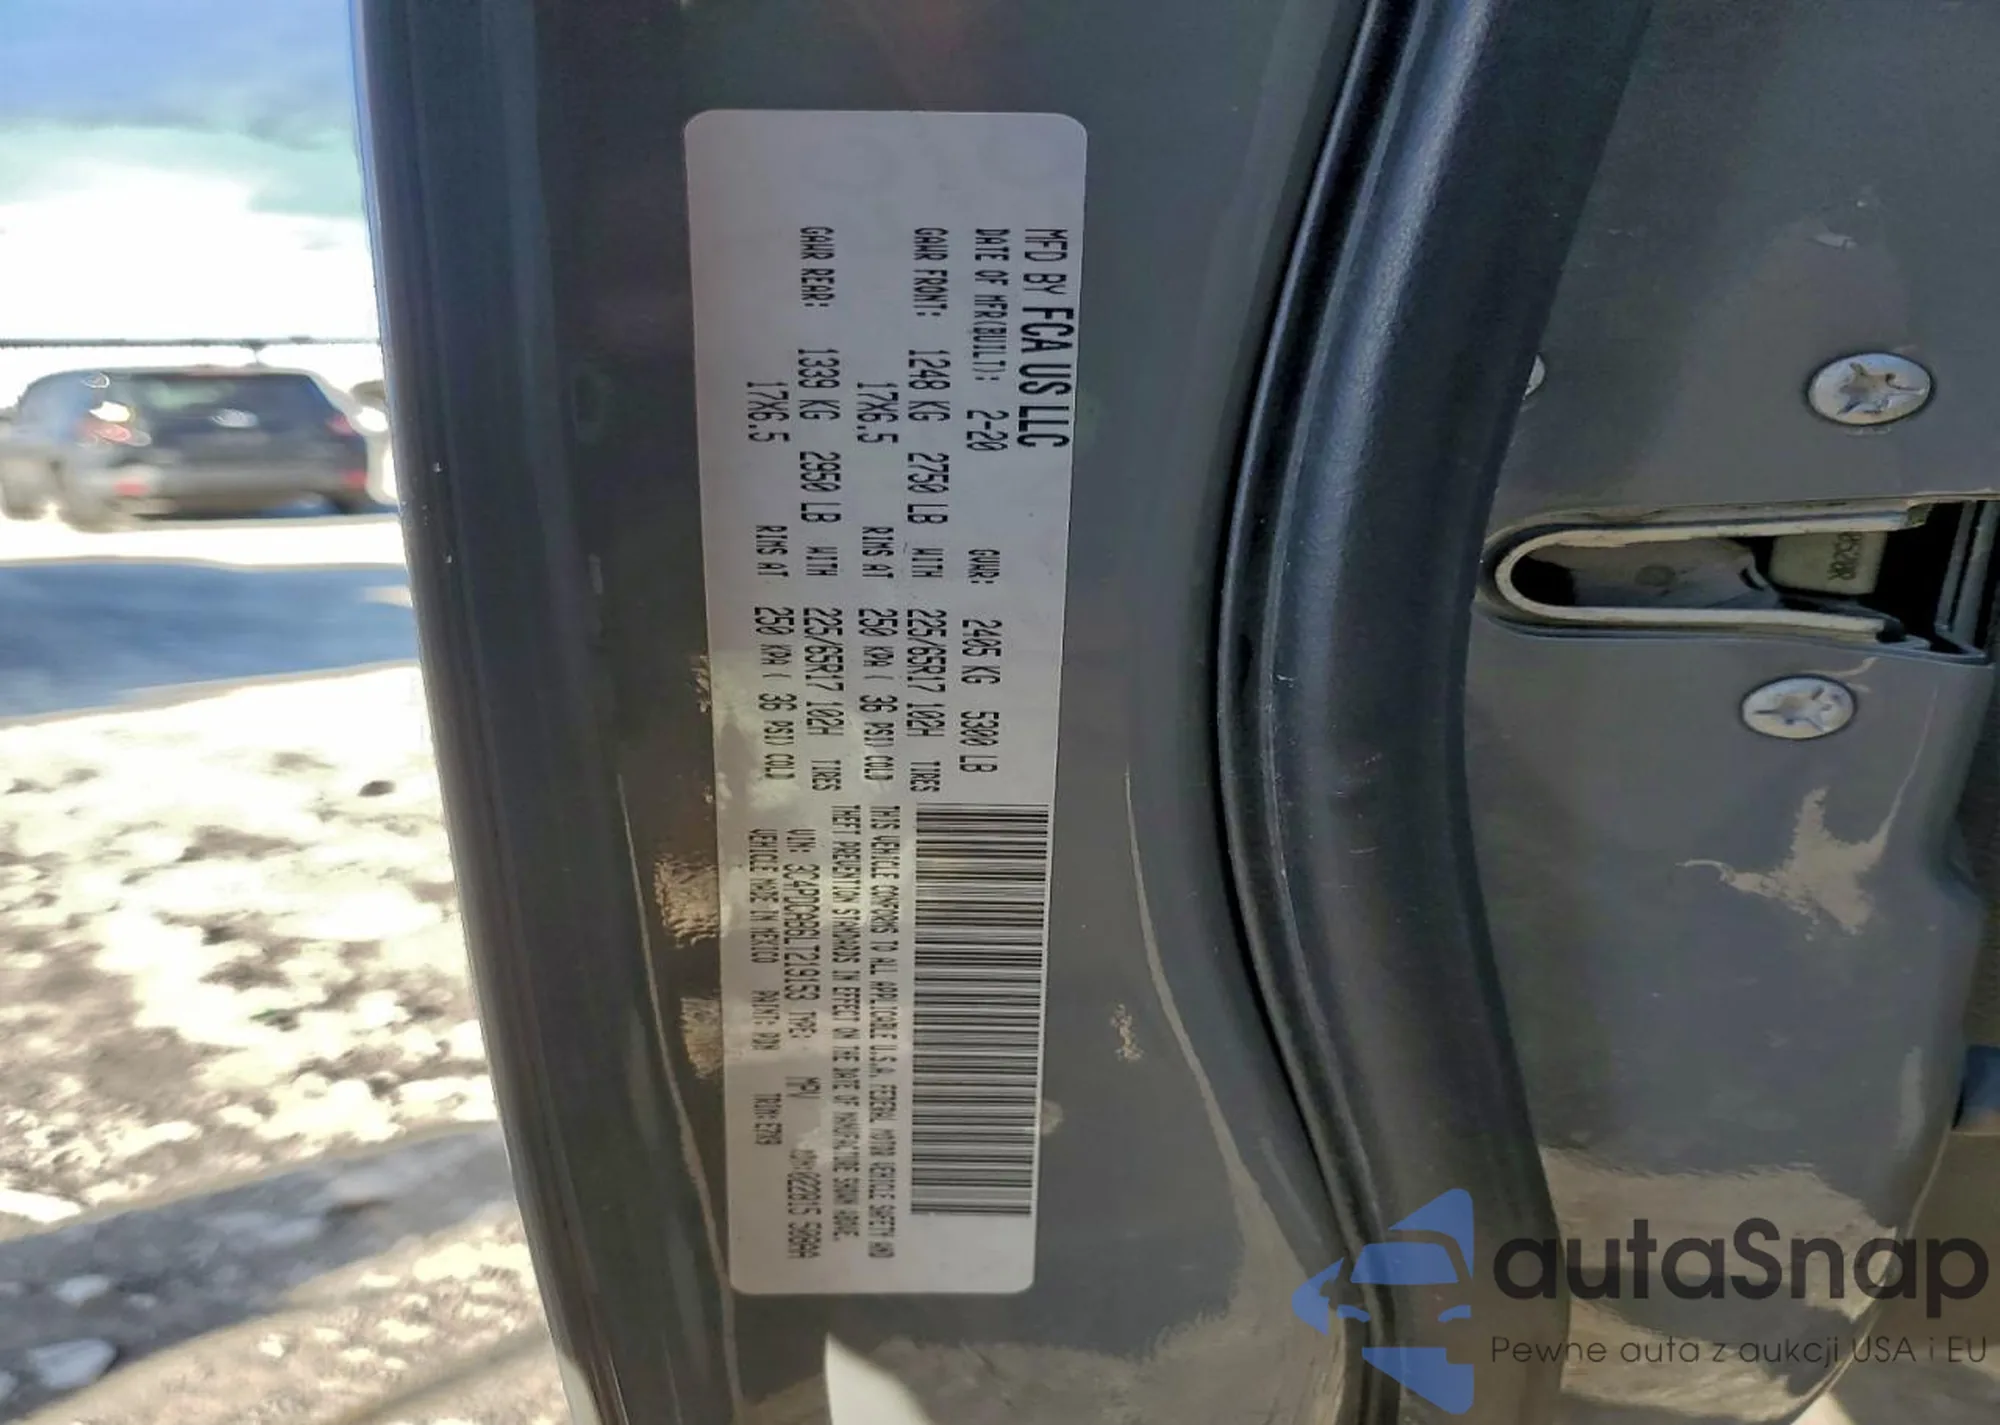 MFD BY FCA US LLC
DATE OF MFR(BUILT): 2-20 GVWR: 2405 KG 5300 LB
GAWR FRONT: 1248 KG 2750 LB WITH 225/65R17 102H TIRES
17X6.5 RIMS AT 250 KPA ( 36 PSI) COLD
GAWR REAR: 1339 KG 2950 LB WITH 225/65R17 102H TIRES
17X6.5 RIMS AT 250 KPA ( 36 PSI) COLD
THIS VEHICLE CONFORMS TO ALL APPLICABLE U.S.A. FEDERAL MOTOR VEHICLE SAFETY AND
THEFT PREVENTION STANDARDS IN EFFECT ON THE DATE OF MANUFACTURE SHOWN ABOVE.
VIN: 3C4PDCAB6LT219153 TYPE: MPV
VEHICLE MADE IN MEXICO PAINT: PDN TRIM:
autaSnap
Pewne auta z aukcji USA i EU